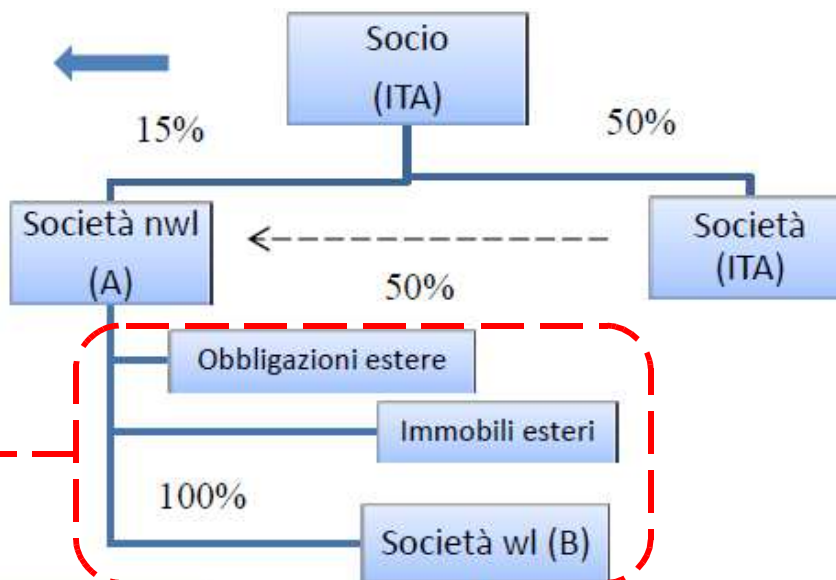 Socio
(ITA)
15%
50%
Società nwl
(A)
50%
Società
(ITA)
Obbligazioni estere
Immobili esteri
100%
Società wl (B)